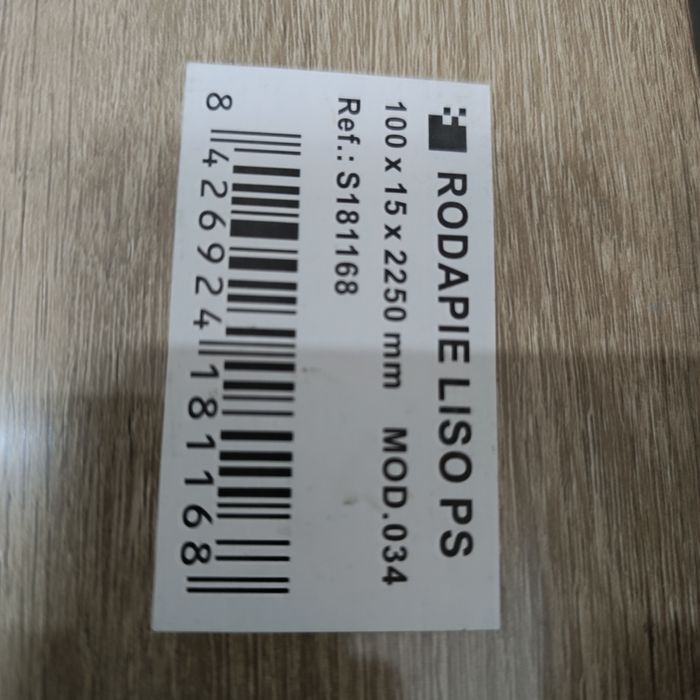 RODAPIE LISO PS
100 x 15 x 2250 mm MOD.034
Ref.: S181168
8 426924 181168